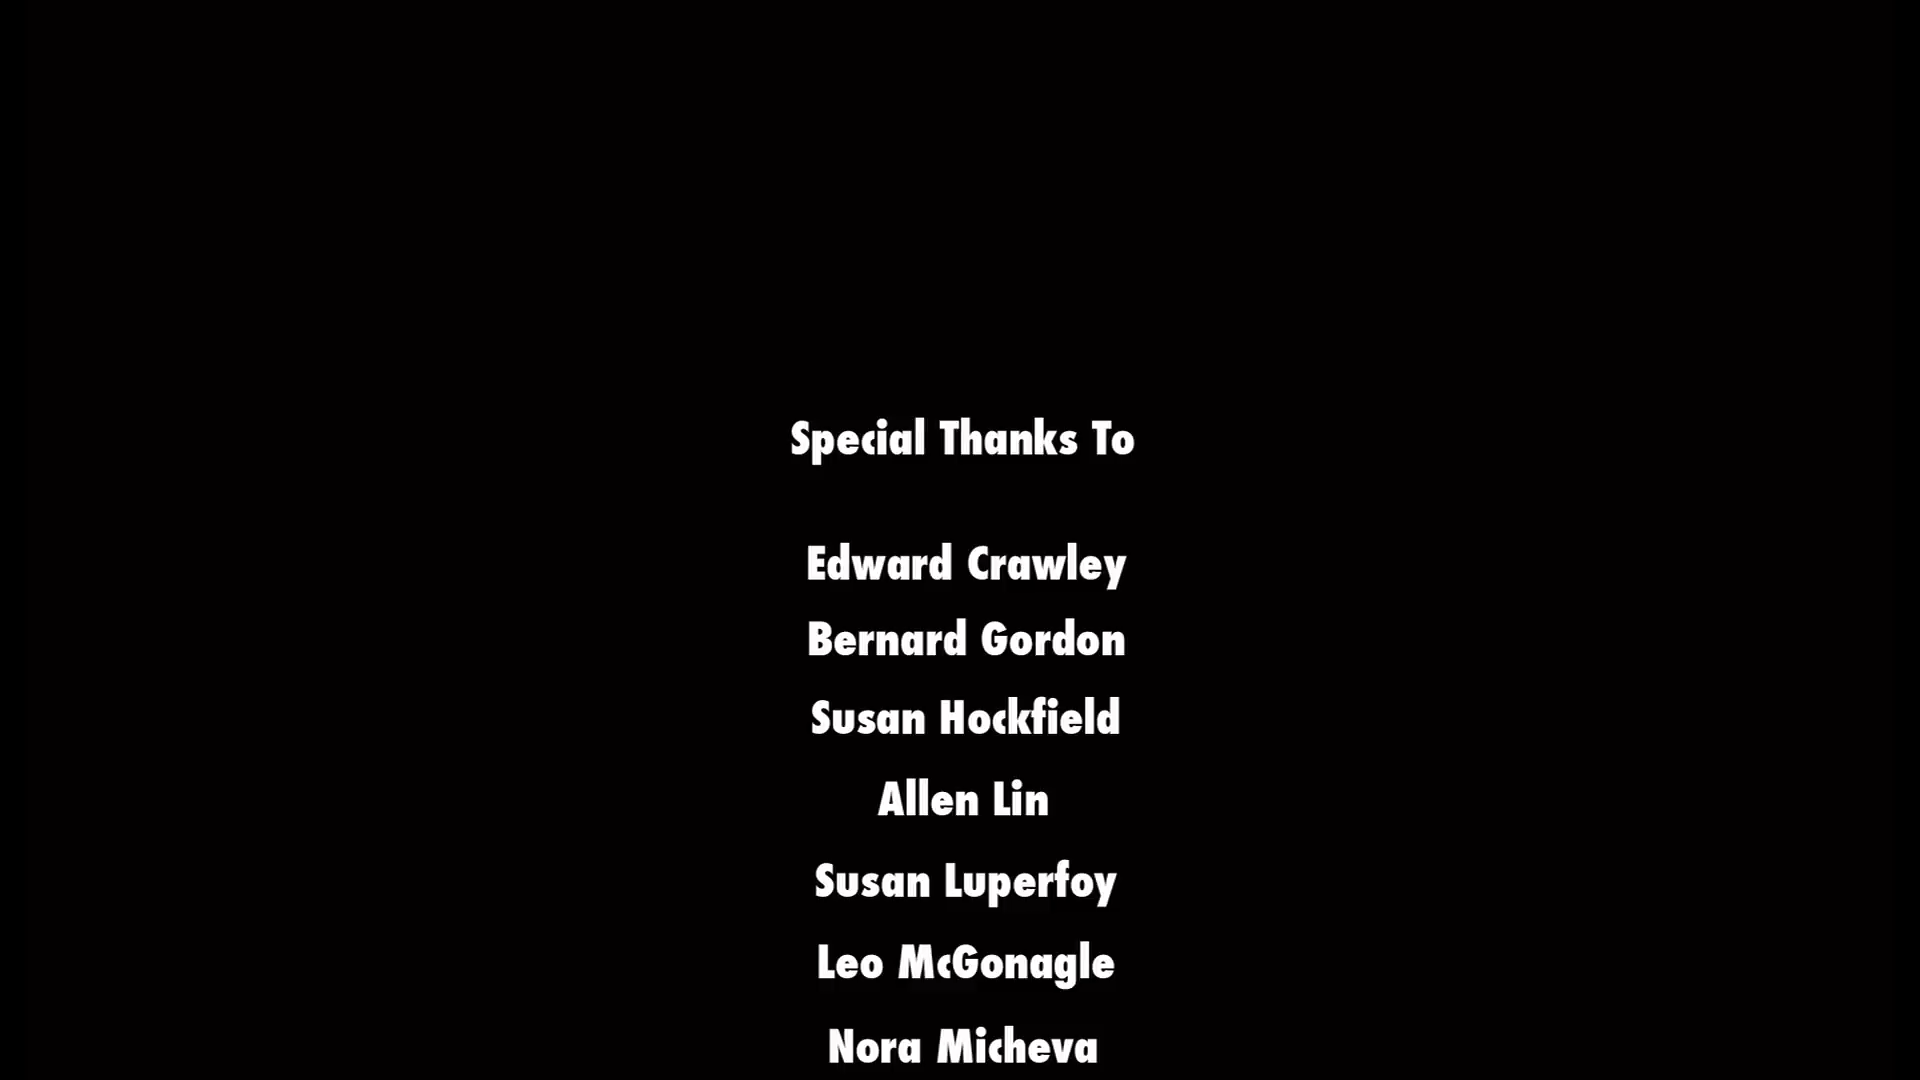 Special Thanks To
Edward Crawley
Bernard Gordon
Susan Hockfield
Allen Lin
Susan Luperfoy
Leo McGonagle
Nora Micheva